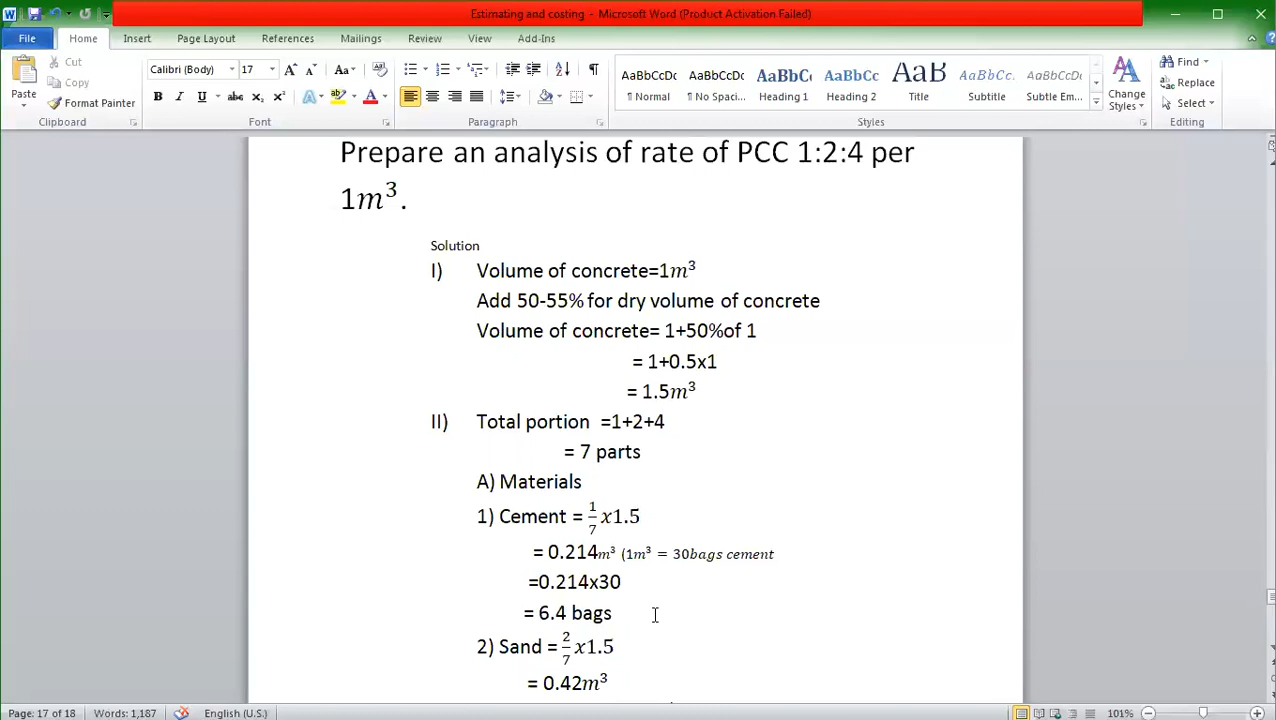 Estimating and costing - Microsoft Word (Product Activation Failed)
File Home Insert Page Layout References Mailings Review View Add-Ins
Paste Cut Copy Format Painter
Calibri (Body) 17
AaBbCcDc AaBbCcDc AaBbC AaBbCc AaB AaBbCcD AaBbCcDc
¶ Normal ¶ No Spaci... Heading 1 Heading 2 Title Subtitle Subtle Em...
Change Styles
Find Replace Select
Clipboard Font Paragraph Styles Editing
Prepare an analysis of rate of PCC 1:2:4 per
1m³.
Solution
I) Volume of concrete=1m³
Add 50-55% for dry volume of concrete
Volume of concrete= 1+50%of 1
= 1+0.5x1
= 1.5m³
II) Total portion =1+2+4
= 7 parts
A) Materials
1) Cement = 1/7 x1.5
= 0.214m³ (1m³ = 30bags cement
=0.214x30
= 6.4 bags
2) Sand = 2/7 x1.5
= 0.42m³
Page: 17 of 18 Words: 1,187 English (U.S.) 101%